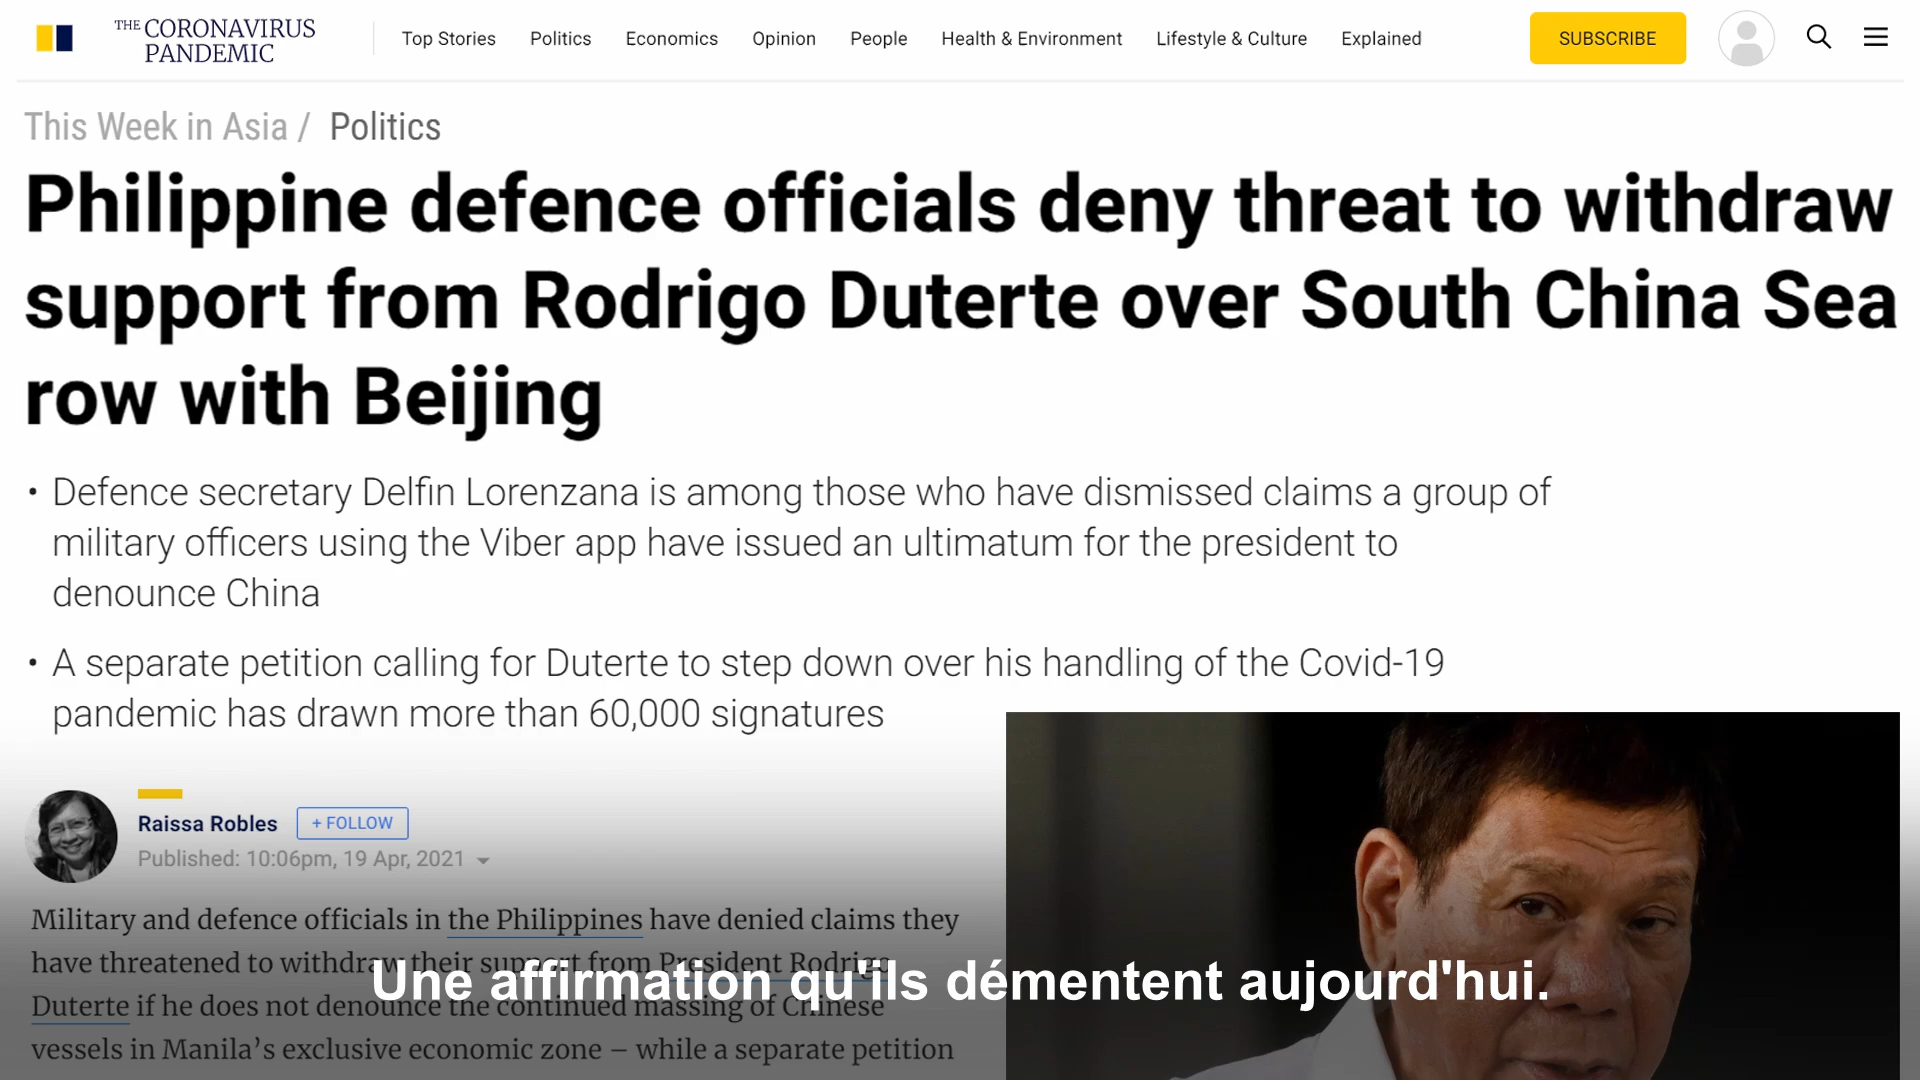 THE CORONAVIRUS
PANDEMIC
Top Stories Politics Economics Opinion People Health & Environment Lifestyle & Culture Explained
SUBSCRIBE
This Week in Asia / Politics
Philippine defence officials deny threat to withdraw
support from Rodrigo Duterte over South China Sea
row with Beijing
• Defence secretary Delfin Lorenzana is among those who have dismissed claims a group of
military officers using the Viber app have issued an ultimatum for the president to
denounce China
• A separate petition calling for Duterte to step down over his handling of the Covid-19
pandemic has drawn more than 60,000 signatures
Raissa Robles + FOLLOW
Published: 10:06pm, 19 Apr, 2021
Military and defence officials in the Philippines have denied claims they
have threatened to withdraw their support from President Rodrigo
Duterte if he does not denounce the continued massing of Chinese
vessels in Manila’s exclusive economic zone – while a separate petition
Une affirmation qu'ils démentent aujourd'hui.